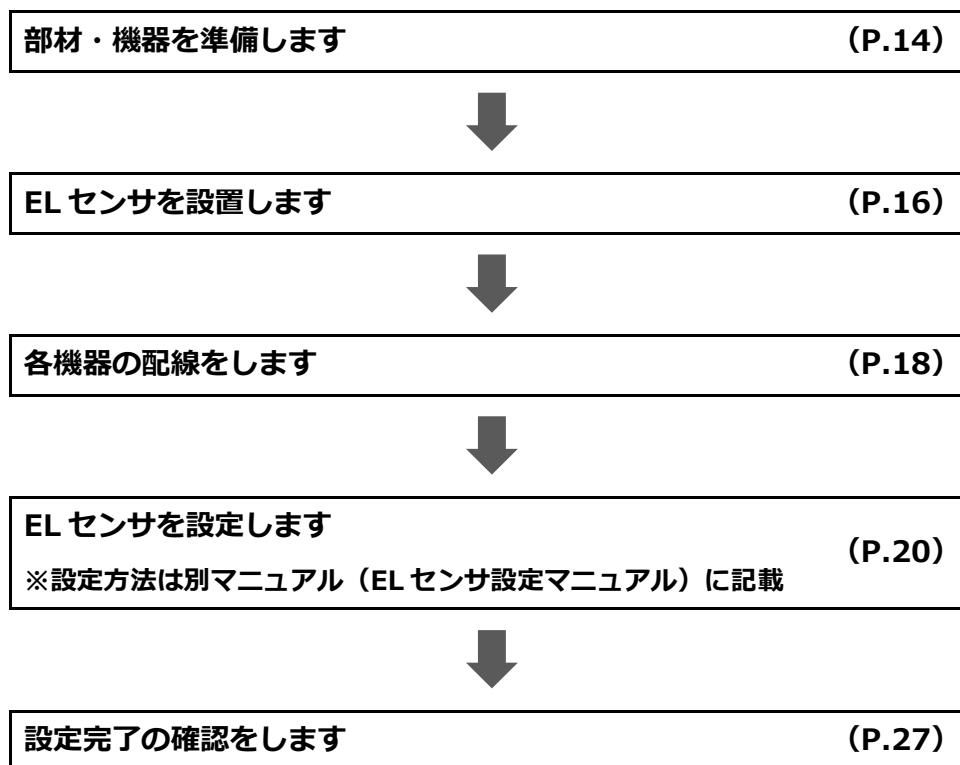 部材・機器を準備します (P.14)
EL センサを設置します (P.16)
各機器の配線をします (P.18)
EL センサを設定します (P.20)
※設定方法は別マニュアル（EL センサ設定マニュアル）に記載
設定完了の確認をします (P.27)